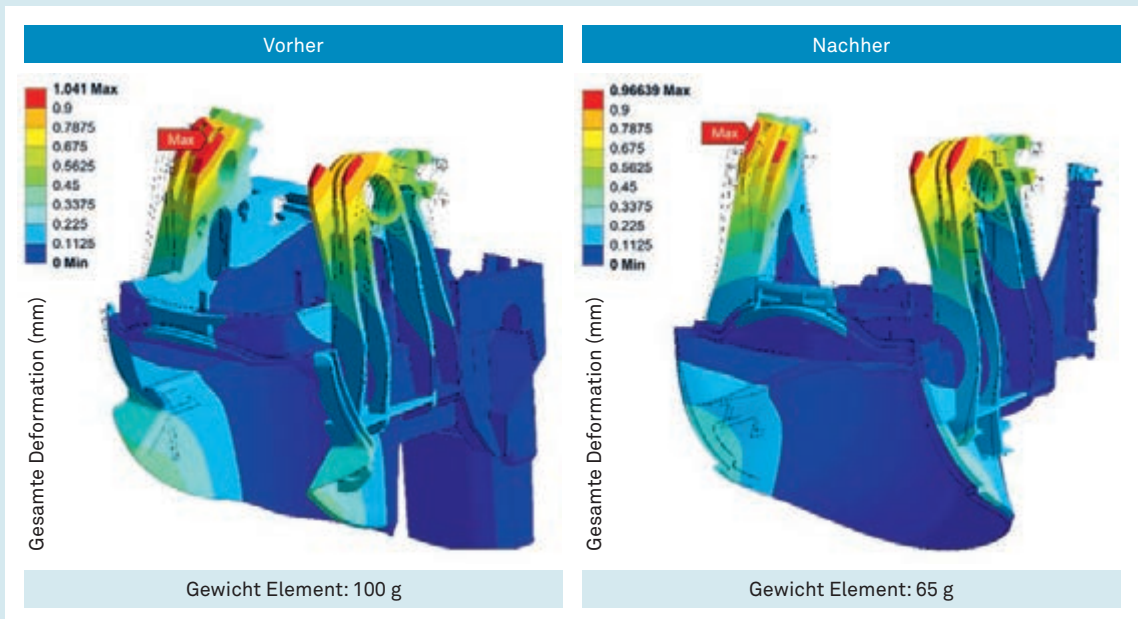 Vorher
1.041 Max
0.9
0.7875
0.675
0.5625
0.45
0.3375
0.225
0.1125
0 Min
Max
Gesamte Deformation (mm)
Gewicht Element: 100 g
Nachher
0.96639 Max
0.9
0.7875
0.675
0.5625
0.45
0.3375
0.225
0.1125
0 Min
Max
Gesamte Deformation (mm)
Gewicht Element: 65 g